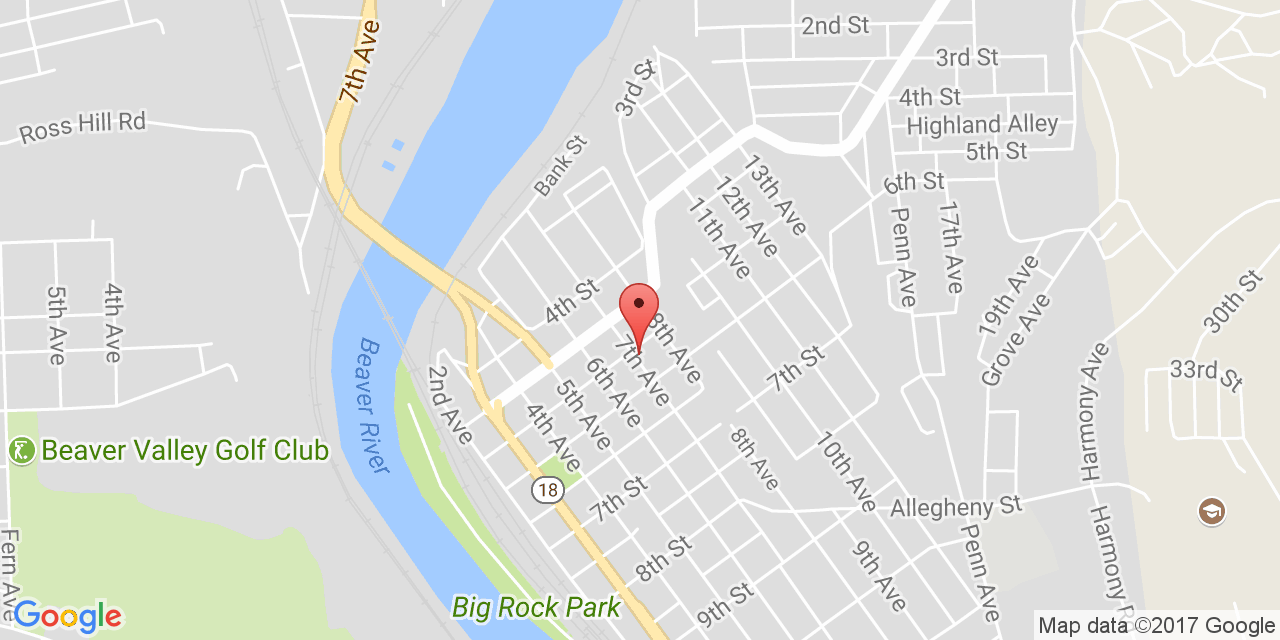 2nd St
7th Ave
3rd St
3rd St
4th St
Ross Hill Rd
Highland Alley
5th St
Bank St
13th Ave
6th St
12th Ave
11th Ave
Penn Ave
17th Ave
5th Ave
4th Ave
4th St
19th Ave
30th St
8th Ave
7th Ave
Grove Ave
Beaver River
6th Ave
7th St
33rd St
2nd Ave
5th Ave
Harmony Ave
4th Ave
Beaver Valley Golf Club
8th Ave
10th Ave
18
7th St
Allegheny St
Fern Ave
8th St
9th Ave
Penn Ave
Harmony Rd
Big Rock Park
9th St
Google
Map data ©2017 Google